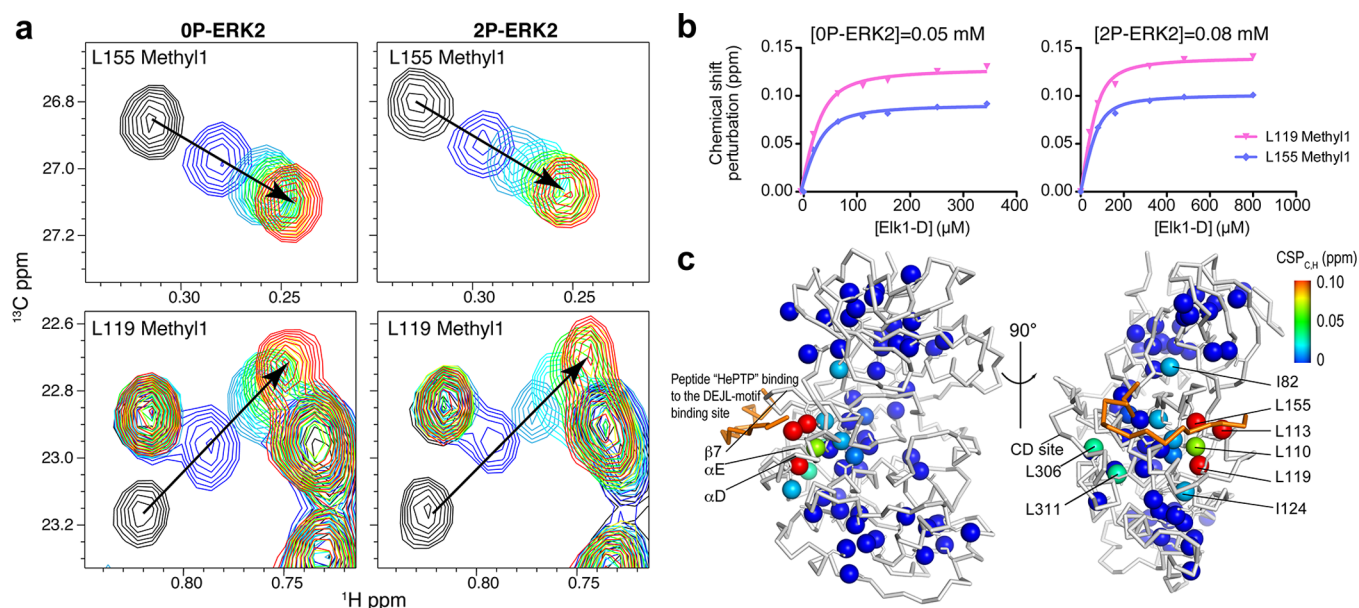 a
0P-ERK2
2P-ERK2
L155 Methyl1
L155 Methyl1
26.8
27.0
27.2
0.30
0.25
0.30
0.25
13C ppm
L119 Methyl1
L119 Methyl1
22.6
22.8
23.0
23.2
0.80
0.75
0.80
0.75
1H ppm
b
[0P-ERK2]=0.05 mM
[2P-ERK2]=0.08 mM
Chemical shift
perturbation (ppm)
0.15
0.10
0.05
0.00
0
100
200
300
400
[Elk1-D] (µM)
0.15
0.10
0.05
0.00
0
200
400
600
800
1000
[Elk1-D] (µM)
L119 Methyl1
L155 Methyl1
c
Peptide “HePTP” binding
to the DEJL-motif
binding site
β7
αE
αD
90°
CSPC,H (ppm)
0.10
0.05
0
I82
L155
L113
L110
L119
I124
CD site
L306
L311